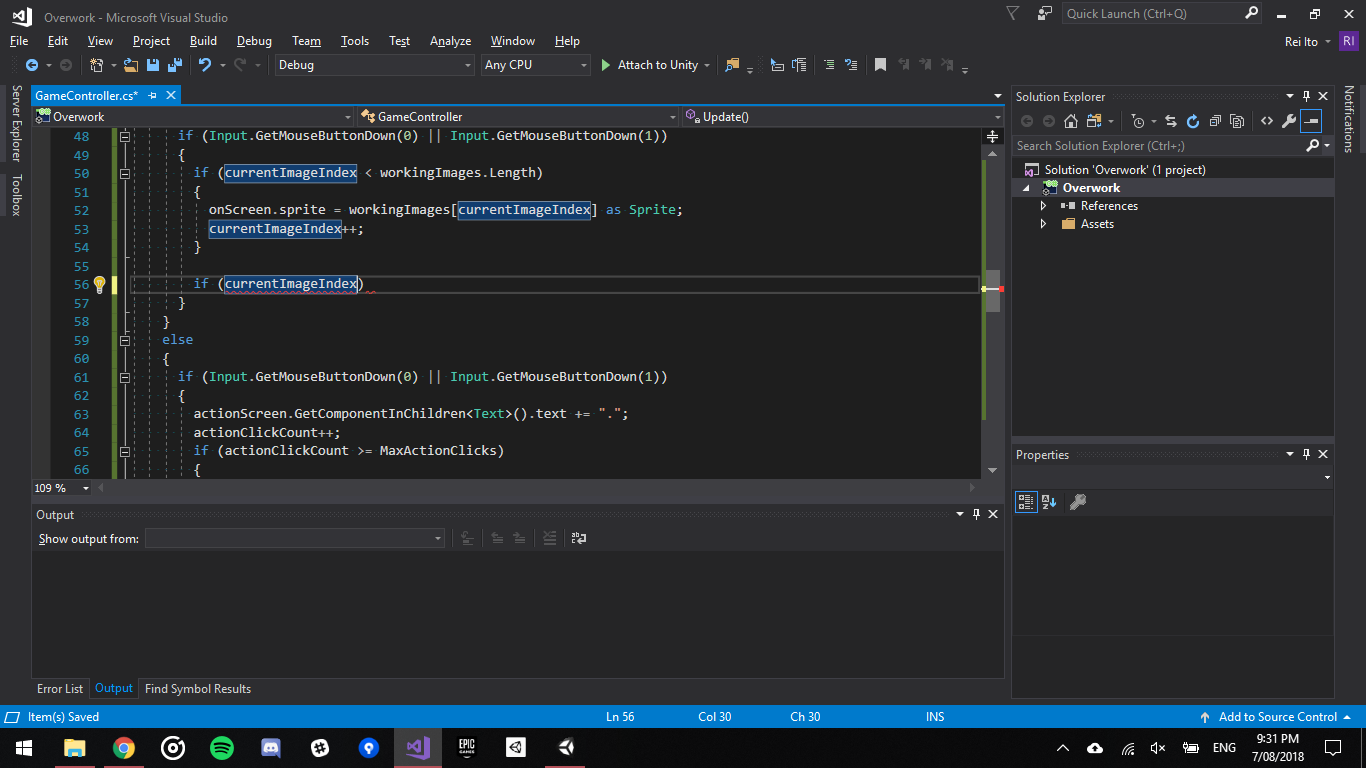 Overwork - Microsoft Visual Studio
Quick Launch (Ctrl+Q)
File Edit View Project Build Debug Team Tools Test Analyze Window Help
Rei Ito RI
Debug Any CPU Attach to Unity
Server Explorer
Toolbox
GameController.cs*
Overwork GameController Update()
48 if (Input.GetMouseButtonDown(0) || Input.GetMouseButtonDown(1))
49 {
50 if (currentImageIndex < workingImages.Length)
51 {
52 onScreen.sprite = workingImages[currentImageIndex] as Sprite;
53 currentImageIndex++;
54 }
55
56 if (currentImageIndex)
57 }
58 }
59 else
60 {
61 if (Input.GetMouseButtonDown(0) || Input.GetMouseButtonDown(1))
62 {
63 actionScreen.GetComponentInChildren<Text>().text += ".";
64 actionClickCount++;
65 if (actionClickCount >= MaxActionClicks)
66 {
109 %
Output
Show output from:
Error List Output Find Symbol Results
Solution Explorer
Search Solution Explorer (Ctrl+;)
Solution 'Overwork' (1 project)
Overwork
References
Assets
Properties
Notifications
Item(s) Saved Ln 56 Col 30 Ch 30 INS Add to Source Control
EPIC GAMES
ENG
9:31 PM
7/08/2018